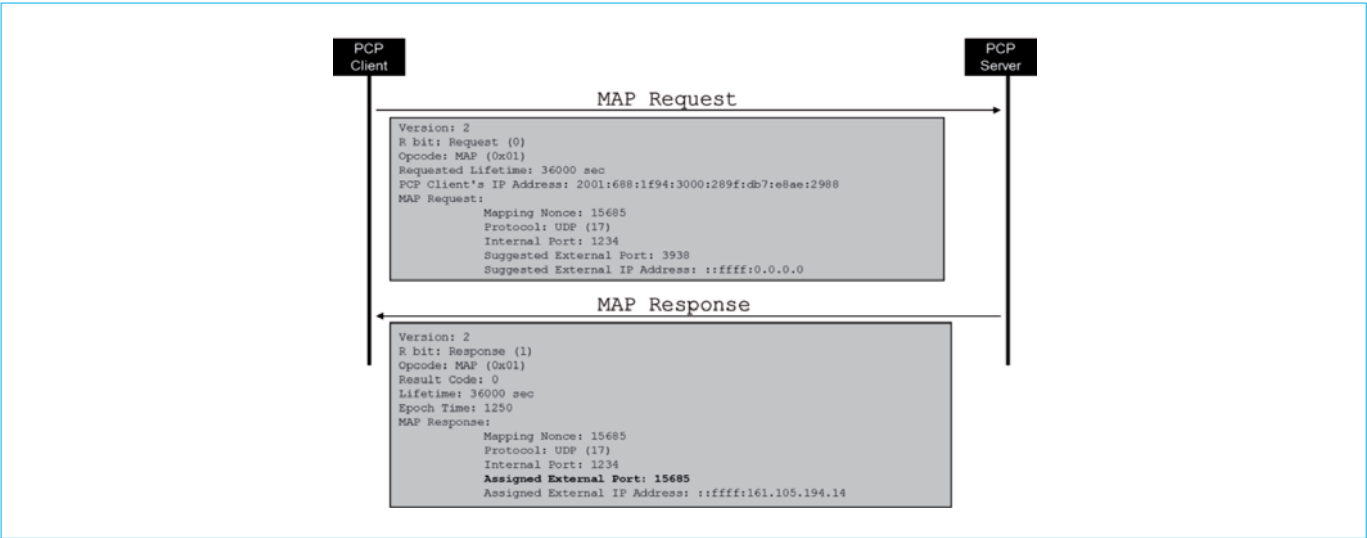 PCP
Client
PCP
Server
MAP Request
Version: 2
R bit: Request (0)
Opcode: MAP (0x01)
Requested Lifetime: 36000 sec
PCP Client's IP Address: 2001:688:1f94:3000:289f:db7:e8ae:2988
MAP Request:
Mapping Nonce: 15685
Protocol: UDP (17)
Internal Port: 1234
Suggested External Port: 3938
Suggested External IP Address: ::ffff:0.0.0.0
MAP Response
Version: 2
R bit: Response (1)
Opcode: MAP (0x01)
Result Code: 0
Lifetime: 36000 sec
Epoch Time: 1250
MAP Response:
Mapping Nonce: 15685
Protocol: UDP (17)
Internal Port: 1234
Assigned External Port: 15685
Assigned External IP Address: ::ffff:161.105.194.14